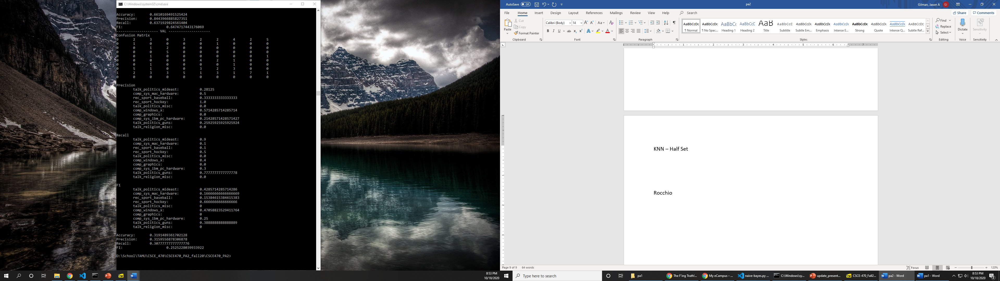 C:\Windows\system32\cmd.exe
Accuracy: 0.6610169491525424
Precision: 0.8443966885827351
Recall: 0.6371929824561404
F1: 0.6474717443176069
-------------------- VAL --------------------
Confusion Matrix
9 2 3 0 3 2 2 4 2 5
0 1 0 0 0 0 1 0 0 0
0 0 1 2 0 0 0 0 0 0
0 0 0 5 0 0 0 0 0 0
0 0 1 0 0 0 0 0 0 1
0 0 0 0 0 4 2 1 0 0
0 0 1 0 0 0 0 1 0 0
0 5 1 0 0 3 2 3 0 0
1 2 3 3 5 1 3 1 7 1
0 0 0 0 0 0 0 0 0 0
Precision
talk_politics_mideast: 0.28125
comp_sys_mac_hardware: 0.5
rec_sport_baseball: 0.3333333333333333
rec_sport_hockey: 1.0
talk_politics_misc: 0.0
comp_windows_x: 0.5714285714285714
comp_graphics: 0.0
comp_sys_ibm_pc_hardware: 0.21428571428571427
talk_politics_guns: 0.25925925925925924
talk_religion_misc: 0.0
Recall
talk_politics_mideast: 0.9
comp_sys_mac_hardware: 0.1
rec_sport_baseball: 0.1
rec_sport_hockey: 0.5
talk_politics_misc: 0.0
comp_windows_x: 0.4
comp_graphics: 0.0
comp_sys_ibm_pc_hardware: 0.3
talk_politics_guns: 0.7777777777777778
talk_religion_misc: 0.0
F1
talk_politics_mideast: 0.4285714285714286
comp_sys_mac_hardware: 0.16666666666666669
rec_sport_baseball: 0.15384615384615383
rec_sport_hockey: 0.6666666666666666
talk_politics_misc: 0
comp_windows_x: 0.47058823529411764
comp_graphics: 0
comp_sys_ibm_pc_hardware: 0.25
talk_politics_guns: 0.3888888888888889
talk_religion_misc: 0
Accuracy: 0.3191489361702128
Precision: 0.3159556878306878
Recall: 0.30777777777777776
F1: 0.2525228039933922
D:\School\TAMU\CSCE_470\CSCE470_PA2_fall20\CSCE470_PA2>
8:53 PM
10/18/2020
AutoSave Off
pa2
Gilman, Jason A GJ
File Home Insert Design Layout References Mailings Review View Help Search
Share Comments
Paste
Cut
Copy
Format Painter
Clipboard
Calibri (Body) 14
Font
Paragraph
AaBbCcDc AaBbCcDc AaBbCc AaBbCcD AaB AaBbCcD AaBbCcDc AaBbCcDc AaBbCcDc AaBbCcDc AaBbCcDc AaBbCcDc AaBbCcDc
¶ Normal ¶ No Spac... Heading 1 Heading 2 Title Subtitle Subtle Em... Emphasis Intense E... Strong Quote Intense Q... Subtle Ref...
Styles
Find
Replace
Select
Editing
Dictate
Voice
Sensitivity
Sensitivity
1 1 2 3 4 5 6 7
KNN – Half Set
Rocchio
Page 9 of 9 64 words
Focus
120%
Type here to search
pa1
The F'ing Truth!...
My eCampus – ...
naive-bayes.py ...
C:\Windows\sy...
update_present...
CSCE-470_Fall2...
pa2 - Word
pa1 - Word
8:53 PM
10/18/2020
2